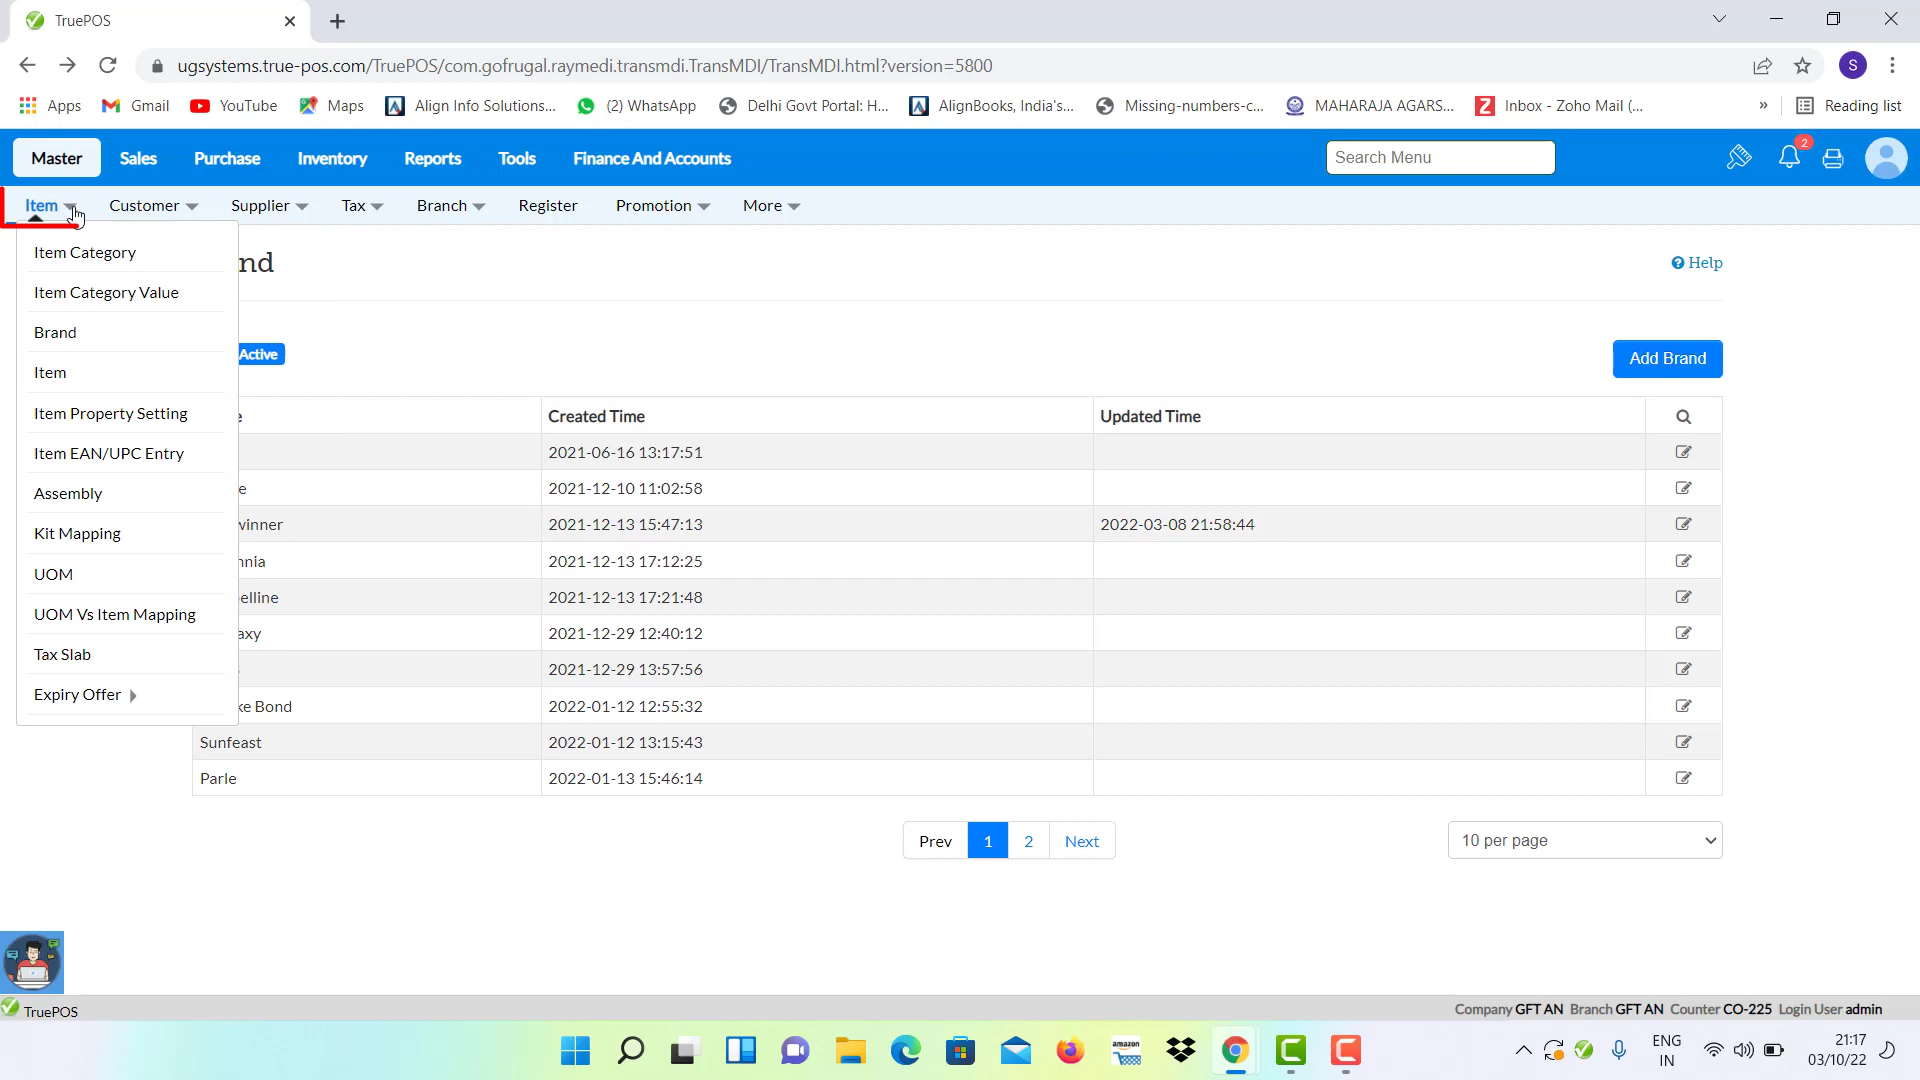 TruePOS
ugsystems.true-pos.com/TruePOS/com.gofrugal.raymedi.transmdi.TransMDI/TransMDI.html?version=5800
S
Apps Gmail YouTube Maps Align Info Solutions... (2) WhatsApp Delhi Govt Portal: H... AlignBooks, India's... Missing-numbers-c... MAHARAJA AGARS... Inbox - Zoho Mail (... » Reading list
Master Sales Purchase Inventory Reports Tools Finance And Accounts Search Menu 2
Item Customer Supplier Tax Branch Register Promotion More
Item Category
Item Category Value
Brand
Item
Item Property Setting
Item EAN/UPC Entry
Assembly
Kit Mapping
UOM
UOM Vs Item Mapping
Tax Slab
Expiry Offer
nd
Help
Active
Add Brand
e Created Time Updated Time
2021-06-16 13:17:51
e 2021-12-10 11:02:58
vinner 2021-12-13 15:47:13 2022-03-08 21:58:44
nnia 2021-12-13 17:12:25
elline 2021-12-13 17:21:48
axy 2021-12-29 12:40:12
2021-12-29 13:57:56
ke Bond 2022-01-12 12:55:32
Sunfeast 2022-01-12 13:15:43
Parle 2022-01-13 15:46:14
Prev 1 2 Next
10 per page
TruePOS
Company GFT AN Branch GFT AN Counter CO-225 Login User admin
amazon
ENG
IN
21:17
03/10/22